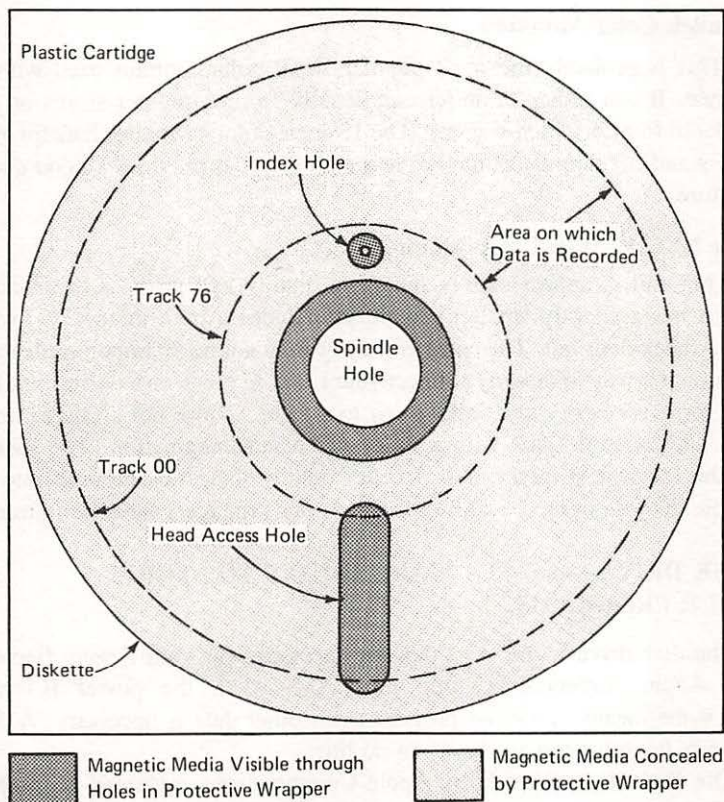 Plastic Cartidge
Index Hole
Area on which
Data is Recorded
Track 76
Spindle
Hole
Track 00
Head Access Hole
Diskette
Magnetic Media Visible through
Holes in Protective Wrapper
Magnetic Media Concealed
by Protective Wrapper